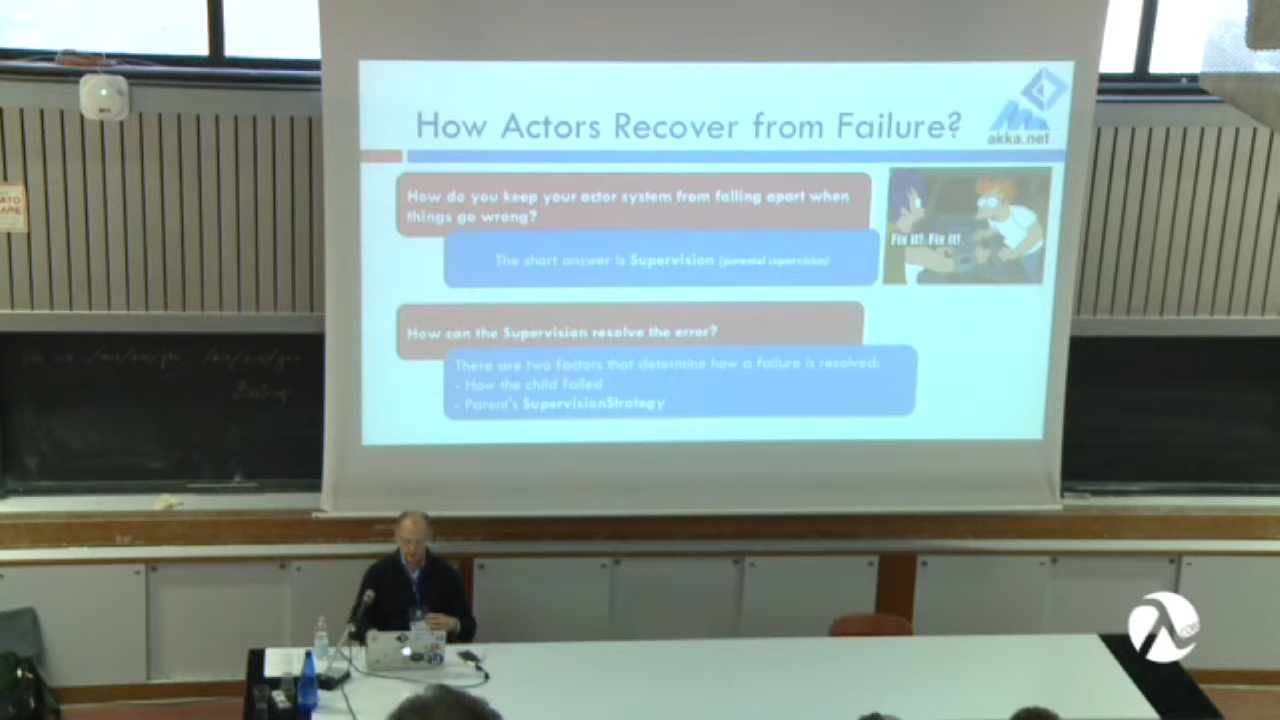 How Actors Recover from Failure?
akka.net
How do you keep your actor system from falling apart when
things go wrong?
The short answer is Supervision (parental supervision)
Fix it! Fix it!
How can the Supervision resolve the error?
There are two factors that determine how a failure is resolved:
- How the child failed
- Parent's SupervisionStrategy